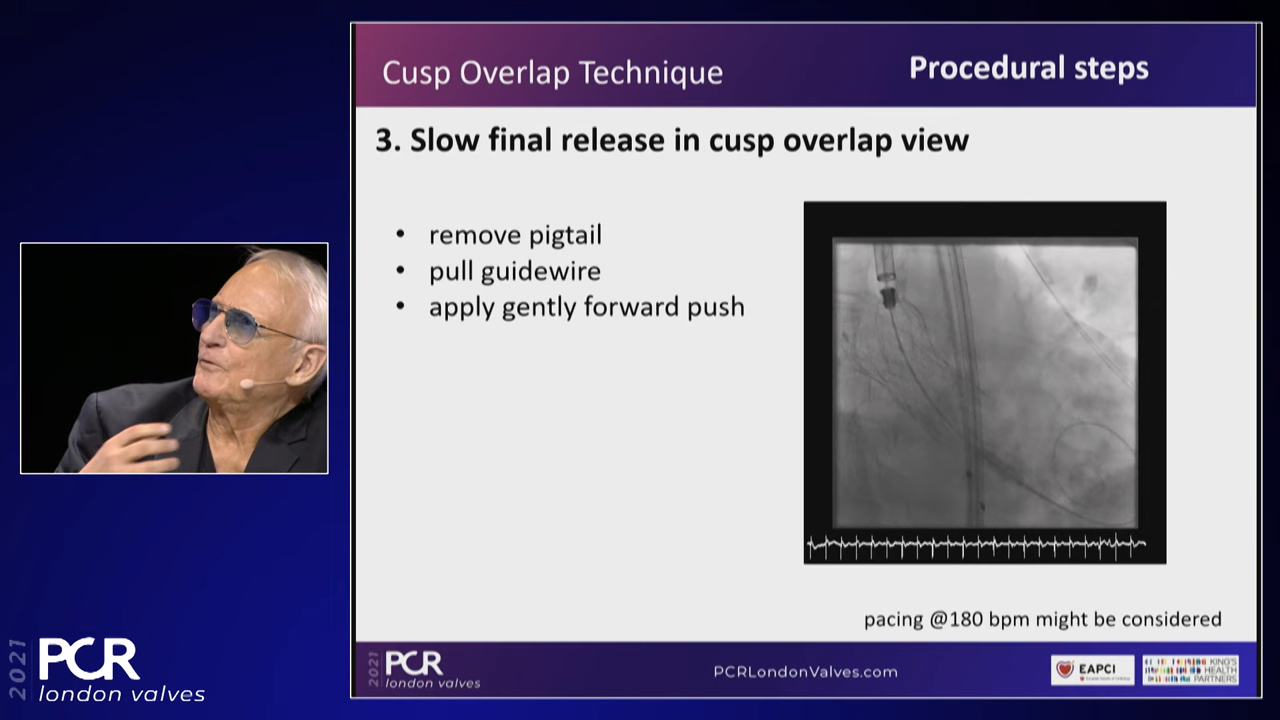 Cusp Overlap Technique
Procedural steps
3. Slow final release in cusp overlap view
• remove pigtail
• pull guidewire
• apply gently forward push
pacing @180 bpm might be considered
2021
PCR
london valves
2021
PCR
london valves
PCRLondonValves.com
EAPCI
KING'S
HEALTH
PARTNERS